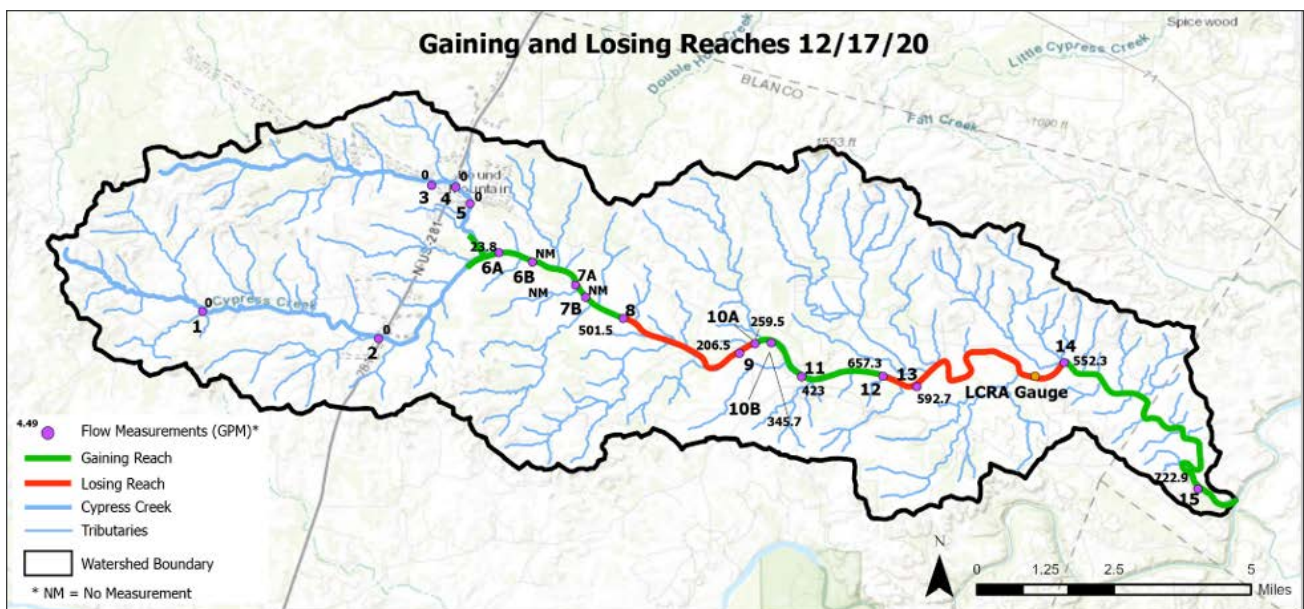 Gaining and Losing Reaches 12/17/20
Spicewood
Little Cypress Creek
Double Horn Creek
71
BLANCO
Fall Creek
1000 ft
1553 ft
0
0
3
4
Round
Mountain
0
5
N US-281
23.8
6A
NM
6B
7A
NM
NM
7B
8
501.5
0
Cypress Creek
1
0
2
10A
259.5
206.5
9
10B
345.7
11
423
657.3
12
13
592.7
14
552.3
LCRA Gauge
722.9
15
4.49
Flow Measurements (GPM)*
Gaining Reach
Losing Reach
Cypress Creek
Tributaries
Watershed Boundary
* NM = No Measurement
N
0
1.25
2.5
5
Miles